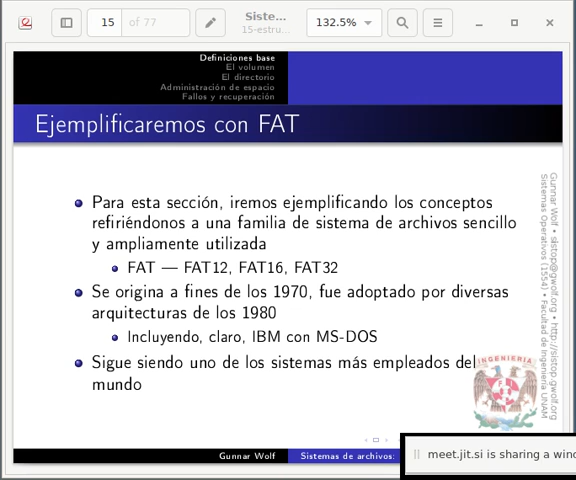 15 of 77
Siste...
15-estru...
132.5%
Definiciones base
El volumen
El directorio
Administración de espacio
Fallos y recuperación
Ejemplificaremos con FAT
Para esta sección, iremos ejemplificando los conceptos
refiriéndonos a una familia de sistema de archivos sencillo
y ampliamente utilizada
FAT — FAT12, FAT16, FAT32
Se origina a fines de los 1970, fue adoptado por diversas
arquitecturas de los 1980
Incluyendo, claro, IBM con MS-DOS
Sigue siendo uno de los sistemas más empleados del
mundo
Gunnar Wolf • sistop@gwolf.org • http://sistop.gwolf.org
Sistemas Operativos (1554) • Facultad de Ingeniería UNAM
INGENIERIA
Gunnar Wolf
Sistemas de archivos:
meet.jit.si is sharing a wind